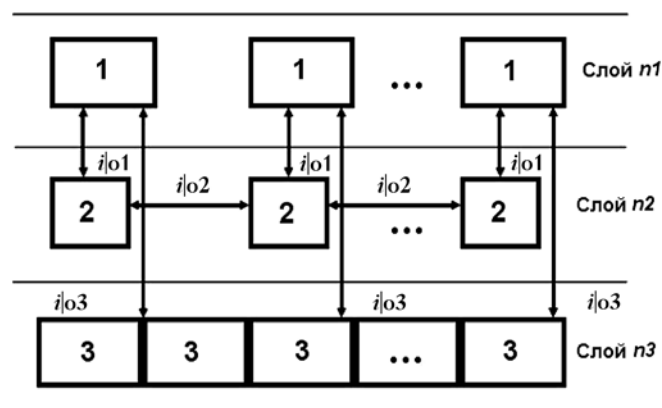 1 1 ... 1 Слой n1
i|o1 i|o1 i|o1
i|o2 i|o2
2 2 ... 2 Слой n2
i|o3 i|o3 i|o3
3 3 3 ... 3 Слой n3